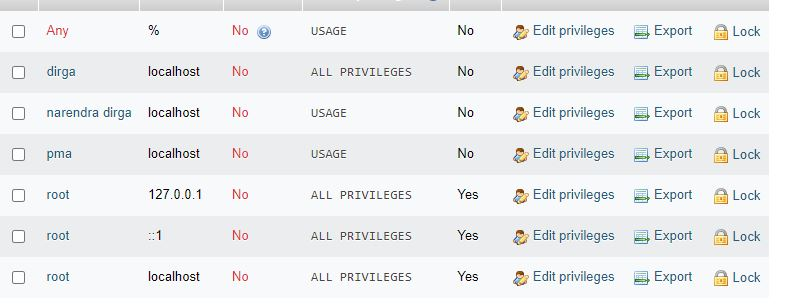 Any % No USAGE No Edit privileges Export Lock
dirga localhost No ALL PRIVILEGES No Edit privileges Export Lock
narendra dirga localhost No USAGE No Edit privileges Export Lock
pma localhost No USAGE No Edit privileges Export Lock
root 127.0.0.1 No ALL PRIVILEGES Yes Edit privileges Export Lock
root ::1 No ALL PRIVILEGES Yes Edit privileges Export Lock
root localhost No ALL PRIVILEGES Yes Edit privileges Export Lock